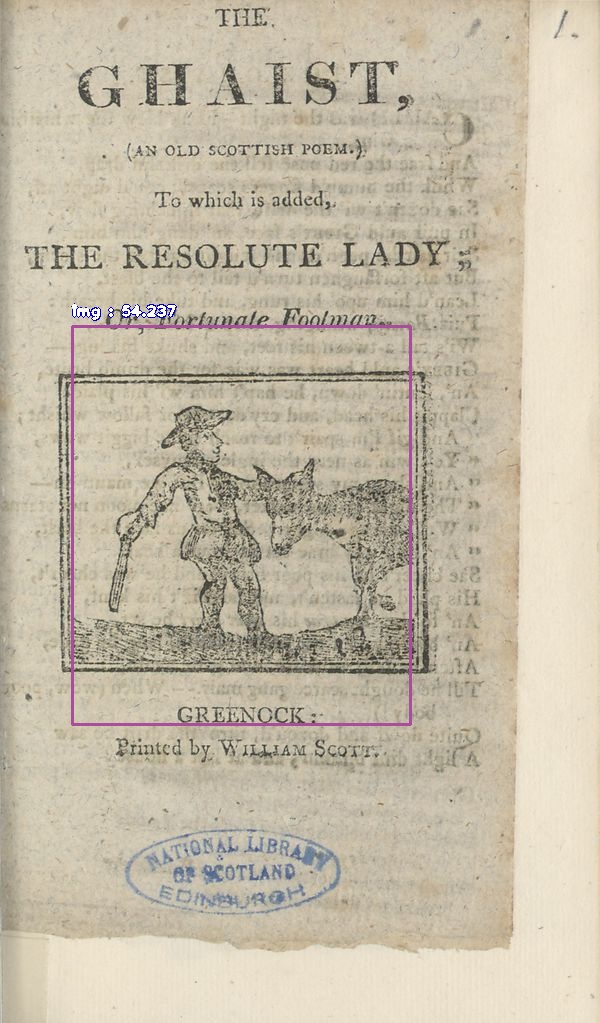 THE
1.
GHAIST,
(AN OLD SCOTTISH POEM.)
To which is added,
THE RESOLUTE LADY;
img : 54.237
Or, Fortunate Footman.
GREENOCK:
Printed by WILLIAM SCOTT.
NATIONAL LIBRARY
OF SCOTLAND
EDINBURGH